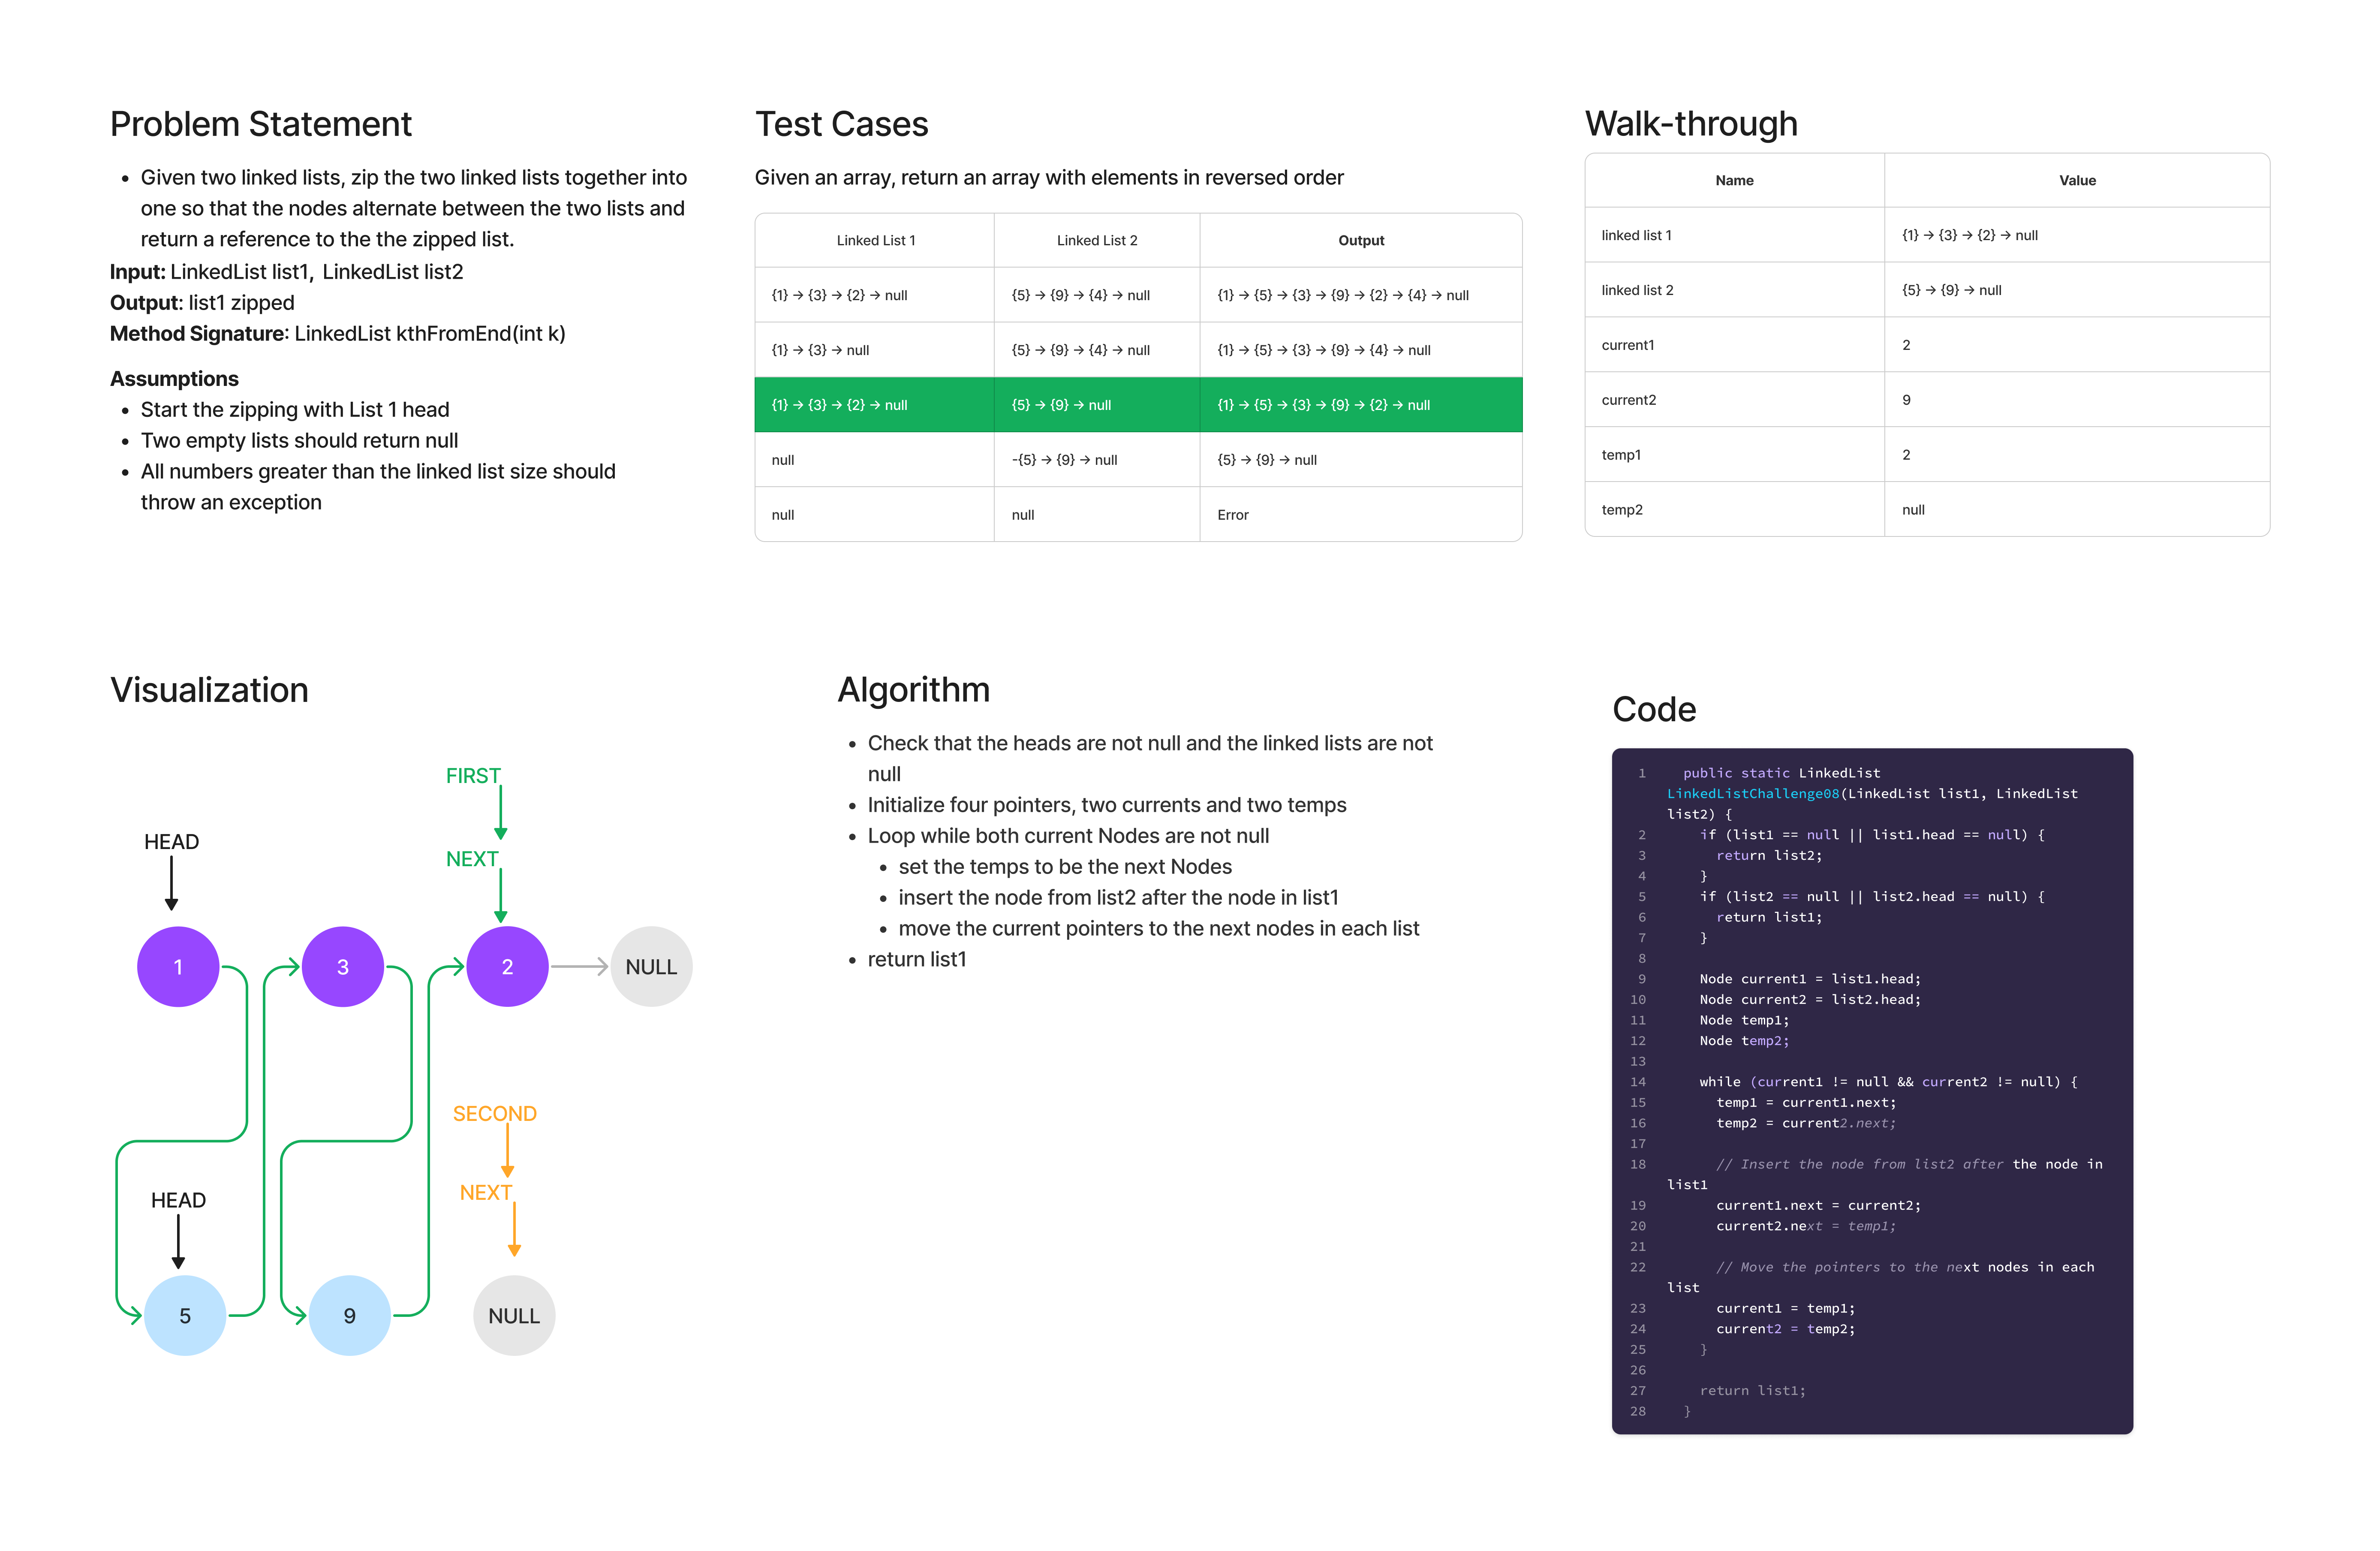 Problem Statement
• Given two linked lists, zip the two linked lists together into
one so that the nodes alternate between the two lists and
return a reference to the the zipped list.
Input: LinkedList list1, LinkedList list2
Output: list1 zipped
Method Signature: LinkedList kthFromEnd(int k)
Assumptions
• Start the zipping with List 1 head
• Two empty lists should return null
• All numbers greater than the linked list size should
throw an exception
Test Cases
Given an array, return an array with elements in reversed order
Linked List 1 Linked List 2 Output
{1} → {3} → {2} → null {5} → {9} → {4} → null {1} → {5} → {3} → {9} → {2} → {4} → null
{1} → {3} → null {5} → {9} → {4} → null {1} → {5} → {3} → {9} → {4} → null
{1} → {3} → {2} → null {5} → {9} → null {1} → {5} → {3} → {9} → {2} → null
null -{5} → {9} → null {5} → {9} → null
null null Error
Walk-through
Name Value
linked list 1 {1} → {3} → {2} → null
linked list 2 {5} → {9} → null
current1 2
current2 9
temp1 2
temp2 null
Visualization
FIRST
HEAD
NEXT
1 3 2 NULL
SECOND
NEXT
HEAD
5 9 NULL
Algorithm
• Check that the heads are not null and the linked lists are not
null
• Initialize four pointers, two currents and two temps
• Loop while both current Nodes are not null
• set the temps to be the next Nodes
• insert the node from list2 after the node in list1
• move the current pointers to the next nodes in each list
• return list1
Code
1 public static LinkedList
LinkedListChallenge08(LinkedList list1, LinkedList
list2) {
2 if (list1 == null || list1.head == null) {
3 return list2;
4 }
5 if (list2 == null || list2.head == null) {
6 return list1;
7 }
8
9 Node current1 = list1.head;
10 Node current2 = list2.head;
11 Node temp1;
12 Node temp2;
13
14 while (current1 != null && current2 != null) {
15 temp1 = current1.next;
16 temp2 = current2.next;
17
18 // Insert the node from list2 after the node in
list1
19 current1.next = current2;
20 current2.next = temp1;
21
22 // Move the pointers to the next nodes in each
list
23 current1 = temp1;
24 current2 = temp2;
25 }
26
27 return list1;
28 }